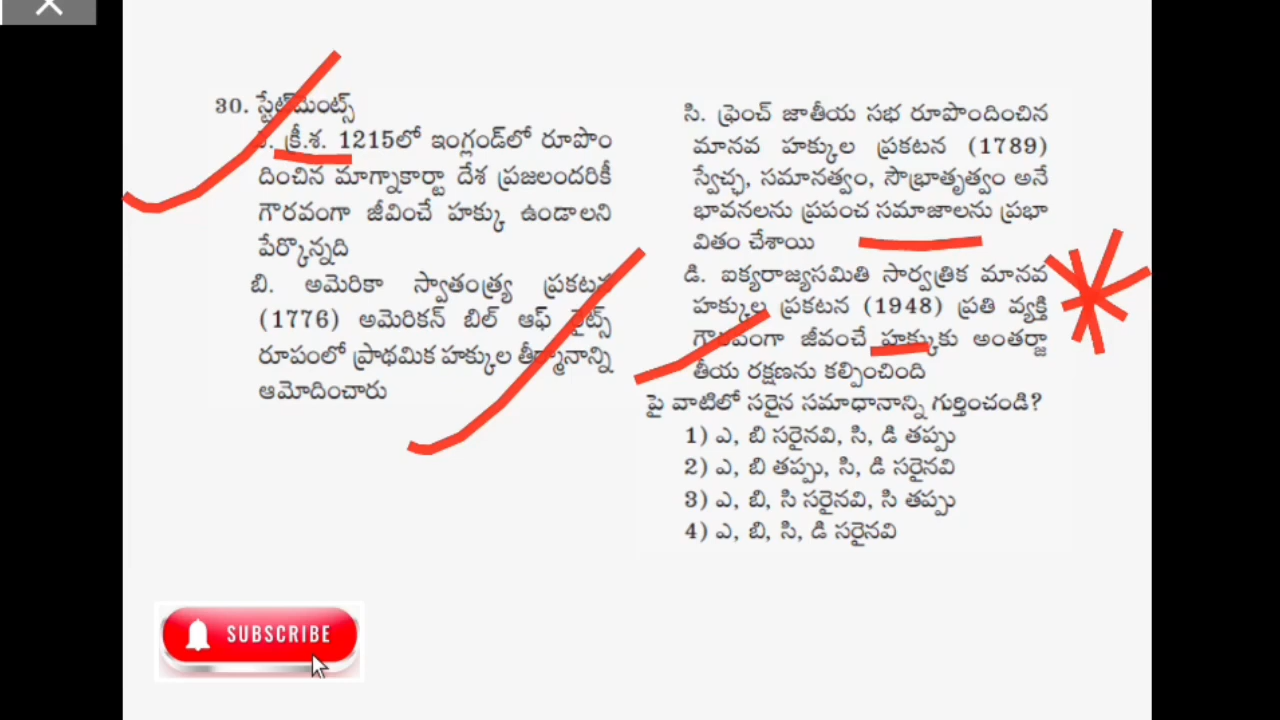 30. స్టేట్‌మెంట్స్
క్రీ.శ. 1215లో ఇంగ్లండ్‌లో రూపొం
దించిన మాగ్నాకార్టా దేశ ప్రజలందరికీ
గౌరవంగా జీవించే హక్కు ఉండాలని
పేర్కొన్నది
బి. అమెరికా స్వాతంత్ర్య ప్రకటన
(1776) అమెరికన్ బిల్ ఆఫ్ రైట్స్
రూపంలో ప్రాథమిక హక్కుల తీర్మానాన్ని
ఆమోదించారు
సి. ఫ్రెంచ్ జాతీయ సభ రూపొందించిన
మానవ హక్కుల ప్రకటన (1789)
స్వేచ్ఛ, సమానత్వం, సౌభ్రాతృత్వం అనే
భావనలను ప్రపంచ సమాజాలను ప్రభా
వితం చేశాయి
డి. ఐక్యరాజ్యసమితి సార్వత్రిక మానవ
హక్కుల ప్రకటన (1948) ప్రతి వ్యక్తి
గౌరవంగా జీవంచే హక్కుకు అంతర్జా
తీయ రక్షణను కల్పించింది
పై వాటిలో సరైన సమాధానాన్ని గుర్తించండి?
1) ఎ, బి సరైనవి, సి, డి తప్పు
2) ఎ, బి తప్పు, సి, డి సరైనవి
3) ఎ, బి, సి సరైనవి, సి తప్పు
4) ఎ, బి, సి, డి సరైనవి
SUBSCRIBE